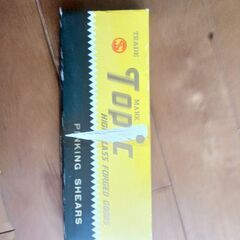 TRADE
S
MARK
Topic
HIGH CLASS FORGED GOODS
PINKING SHEARS